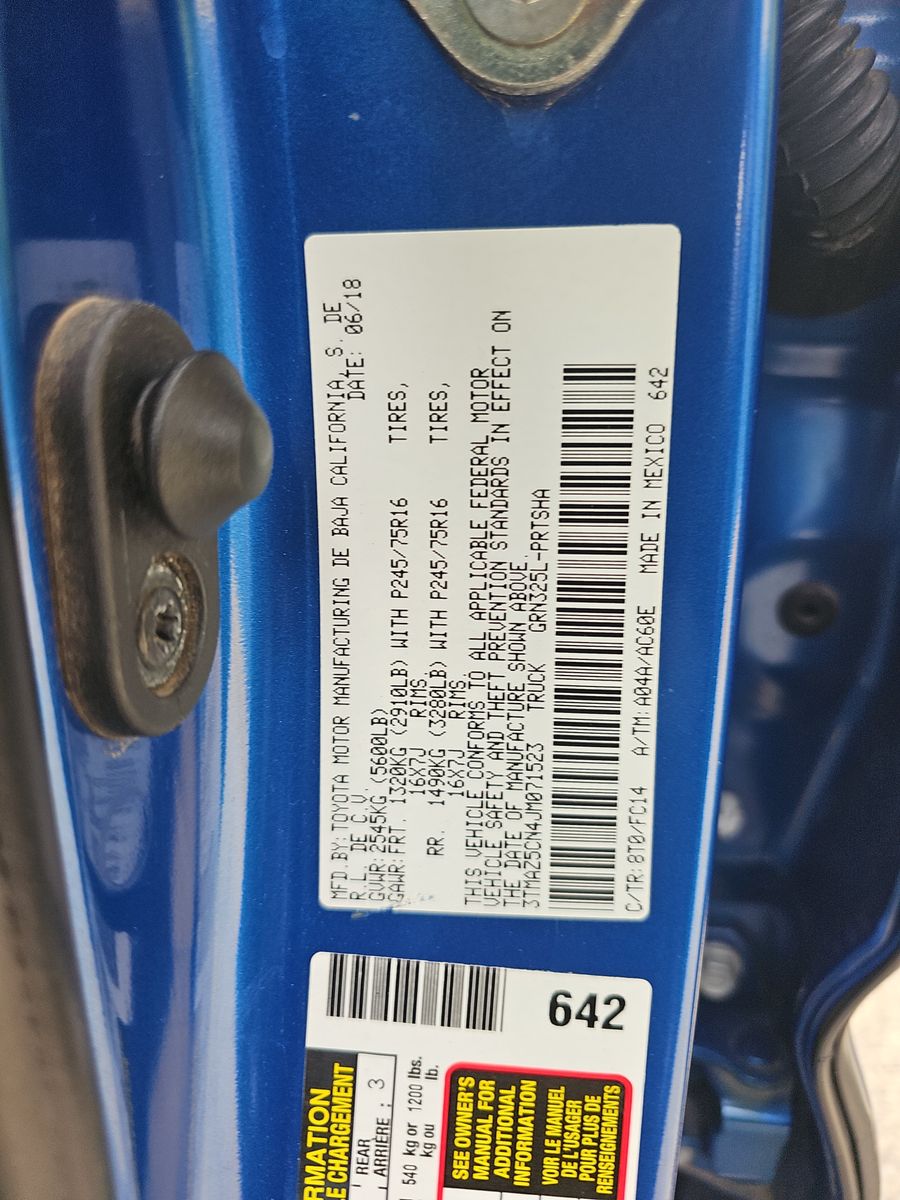 MFD.BY:TOYOTA MOTOR MANUFACTURING DE BAJA CALIFORNIA, S. DE
R.L. DE C.V. DATE: 06/18
GVWR:2545KG (5600LB)
GAWR:FRT. 1320KG (2910LB) WITH P245/75R16 TIRES,
16X7J RIMS,
RR. 1490KG (3280LB) WITH P245/75R16 TIRES,
16X7J RIMS,
THIS VEHICLE CONFORMS TO ALL APPLICABLE FEDERAL MOTOR
VEHICLE SAFETY AND THEFT PREVENTION STANDARDS IN EFFECT ON
THE DATE OF MANUFACTURE SHOWN ABOVE.
3TMAZ5CN4JM071523 TRUCK GRN325L-PRTSHA
C/TR:8T0/FC14 A/TM:A04A/AC60E MADE IN MEXICO 642
642
RMATION
LE CHARGEMENT
REAR
ARRIÈRE : 3
540 kg or 1200 lbs.
kg ou lb.
SEE OWNER'S
MANUAL FOR
ADDITIONAL
INFORMATION
VOIR LE MANUEL
DE L'USAGER
POUR PLUS DE
RENSEIGNEMENTS